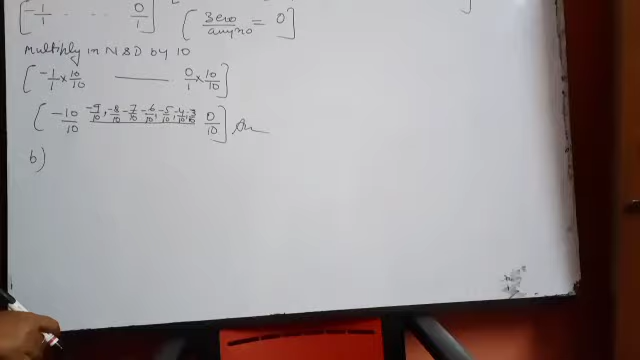 [-1/1 . . . 0/1]
[Zero/anyno = 0]
multiply in N &D by 10
[-1/1 × 10/10 —— 0/1 × 10/10]
[-10/10 -9/10, -8/10 -7/10 -6/10, -5/10, -4/10, -3/10 0/10]
b)